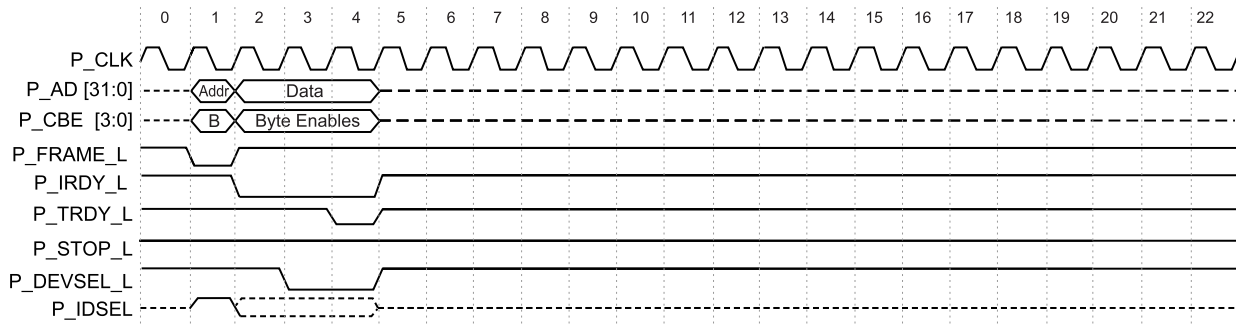 0 1 2 3 4 5 6 7 8 9 10 11 12 13 14 15 16 17 18 19 20 21 22
P_CLK
P_AD [31:0] Addr Data
P_CBE [3:0] B Byte Enables
P_FRAME_L
P_IRDY_L
P_TRDY_L
P_STOP_L
P_DEVSEL_L
P_IDSEL